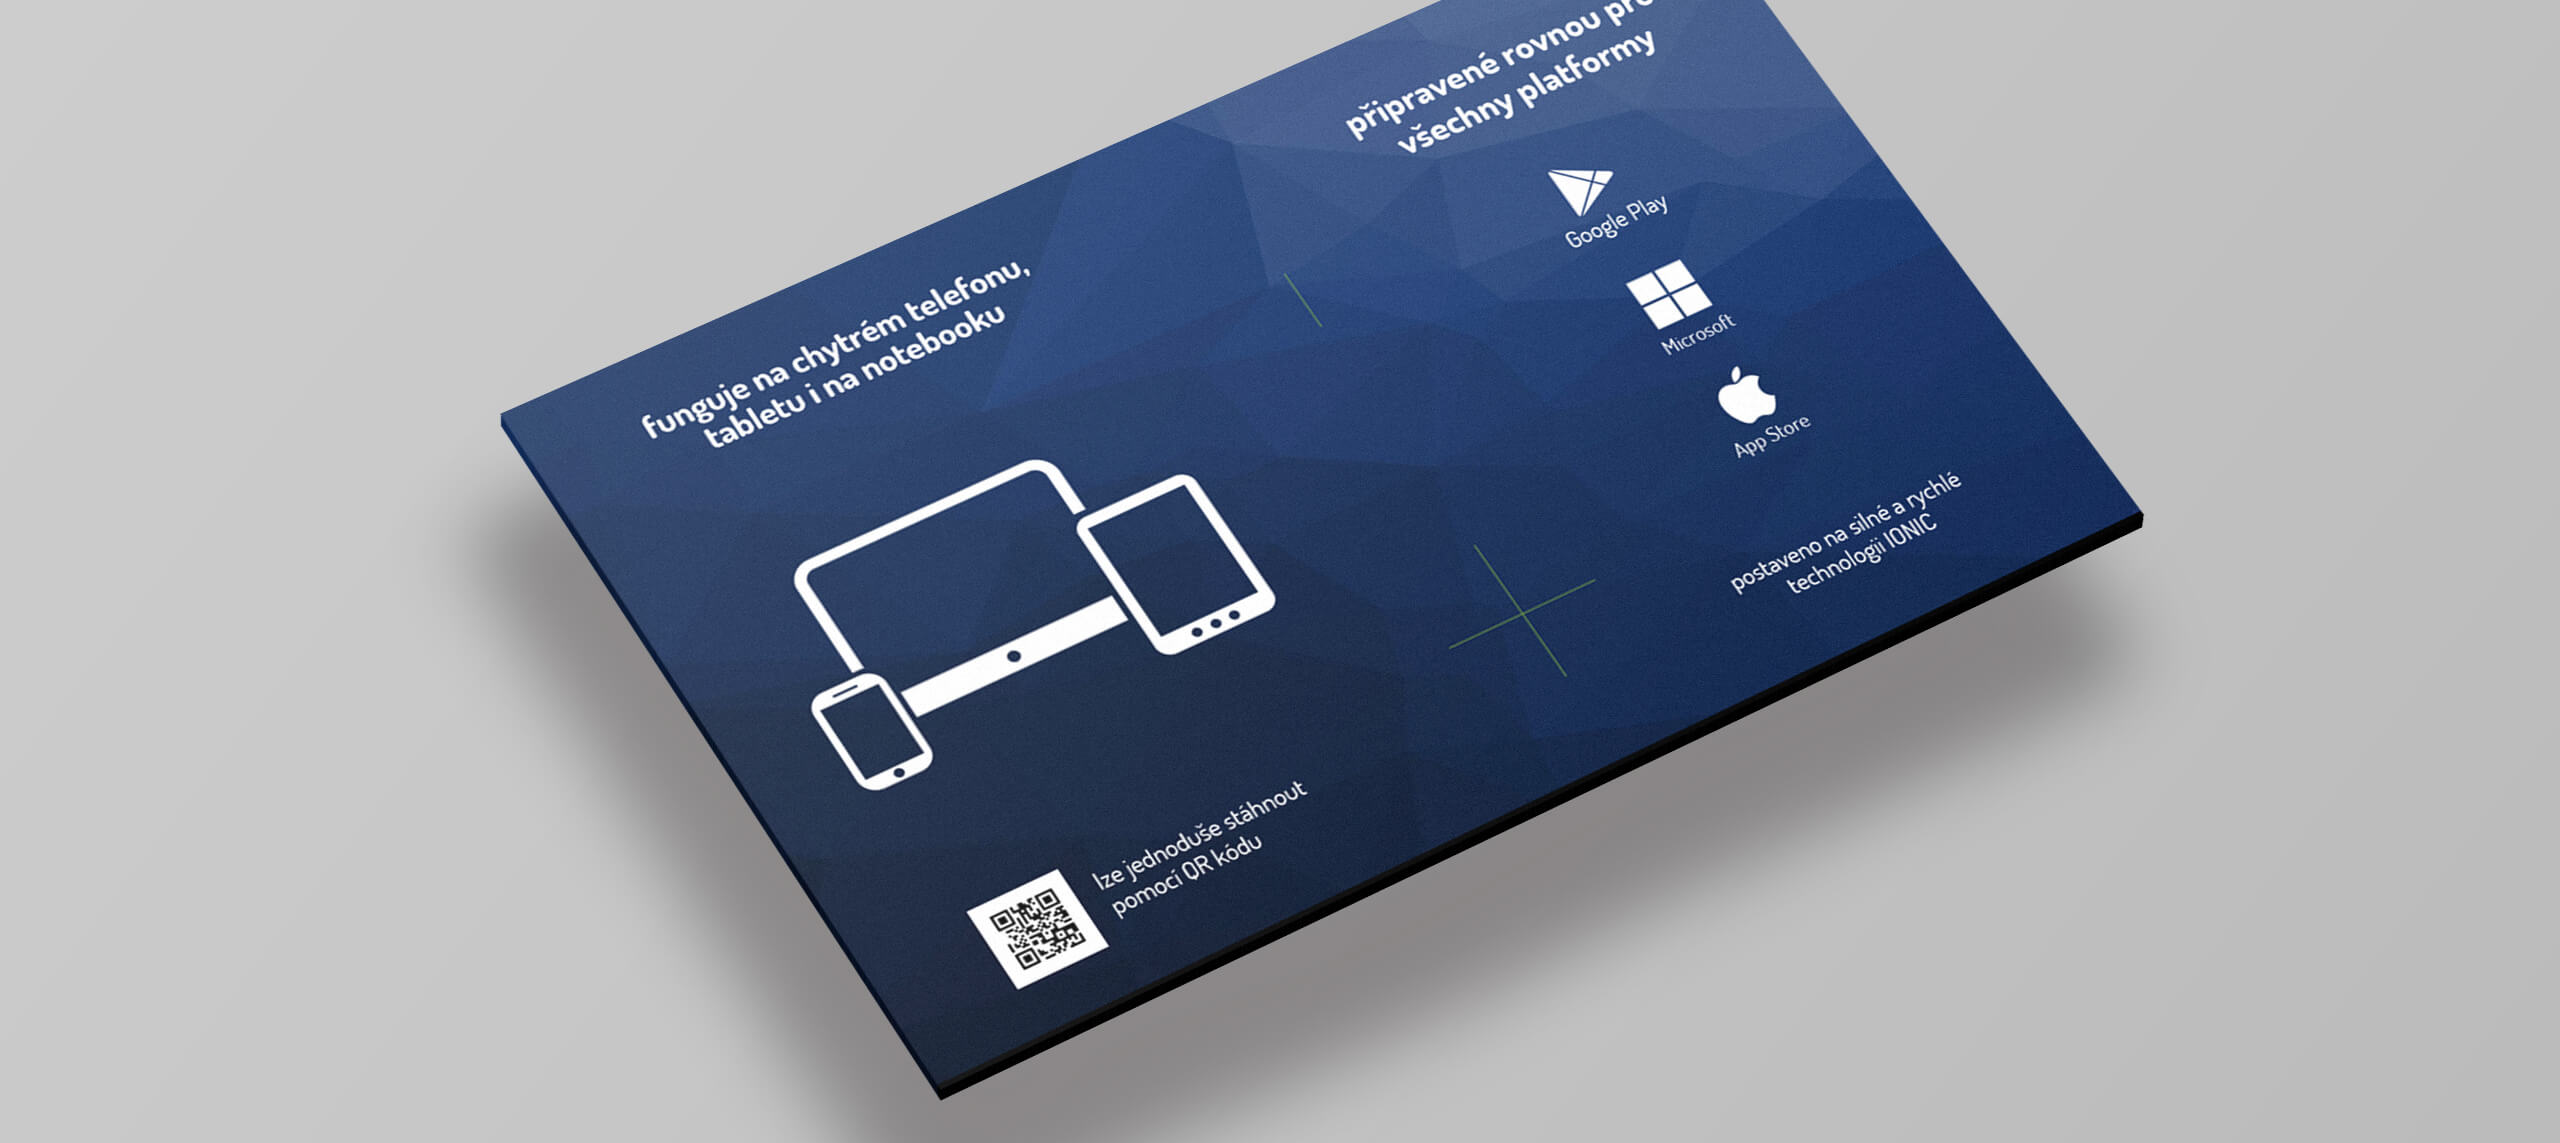 funguje na chytrém telefonu,
tabletu i na notebooku
lze jednoduše stáhnout
pomocí QR kódu
připravené rovnou pro
všechny platformy
Google Play
Microsoft
App Store
postaveno na silné a rychlé
technologii IONIC